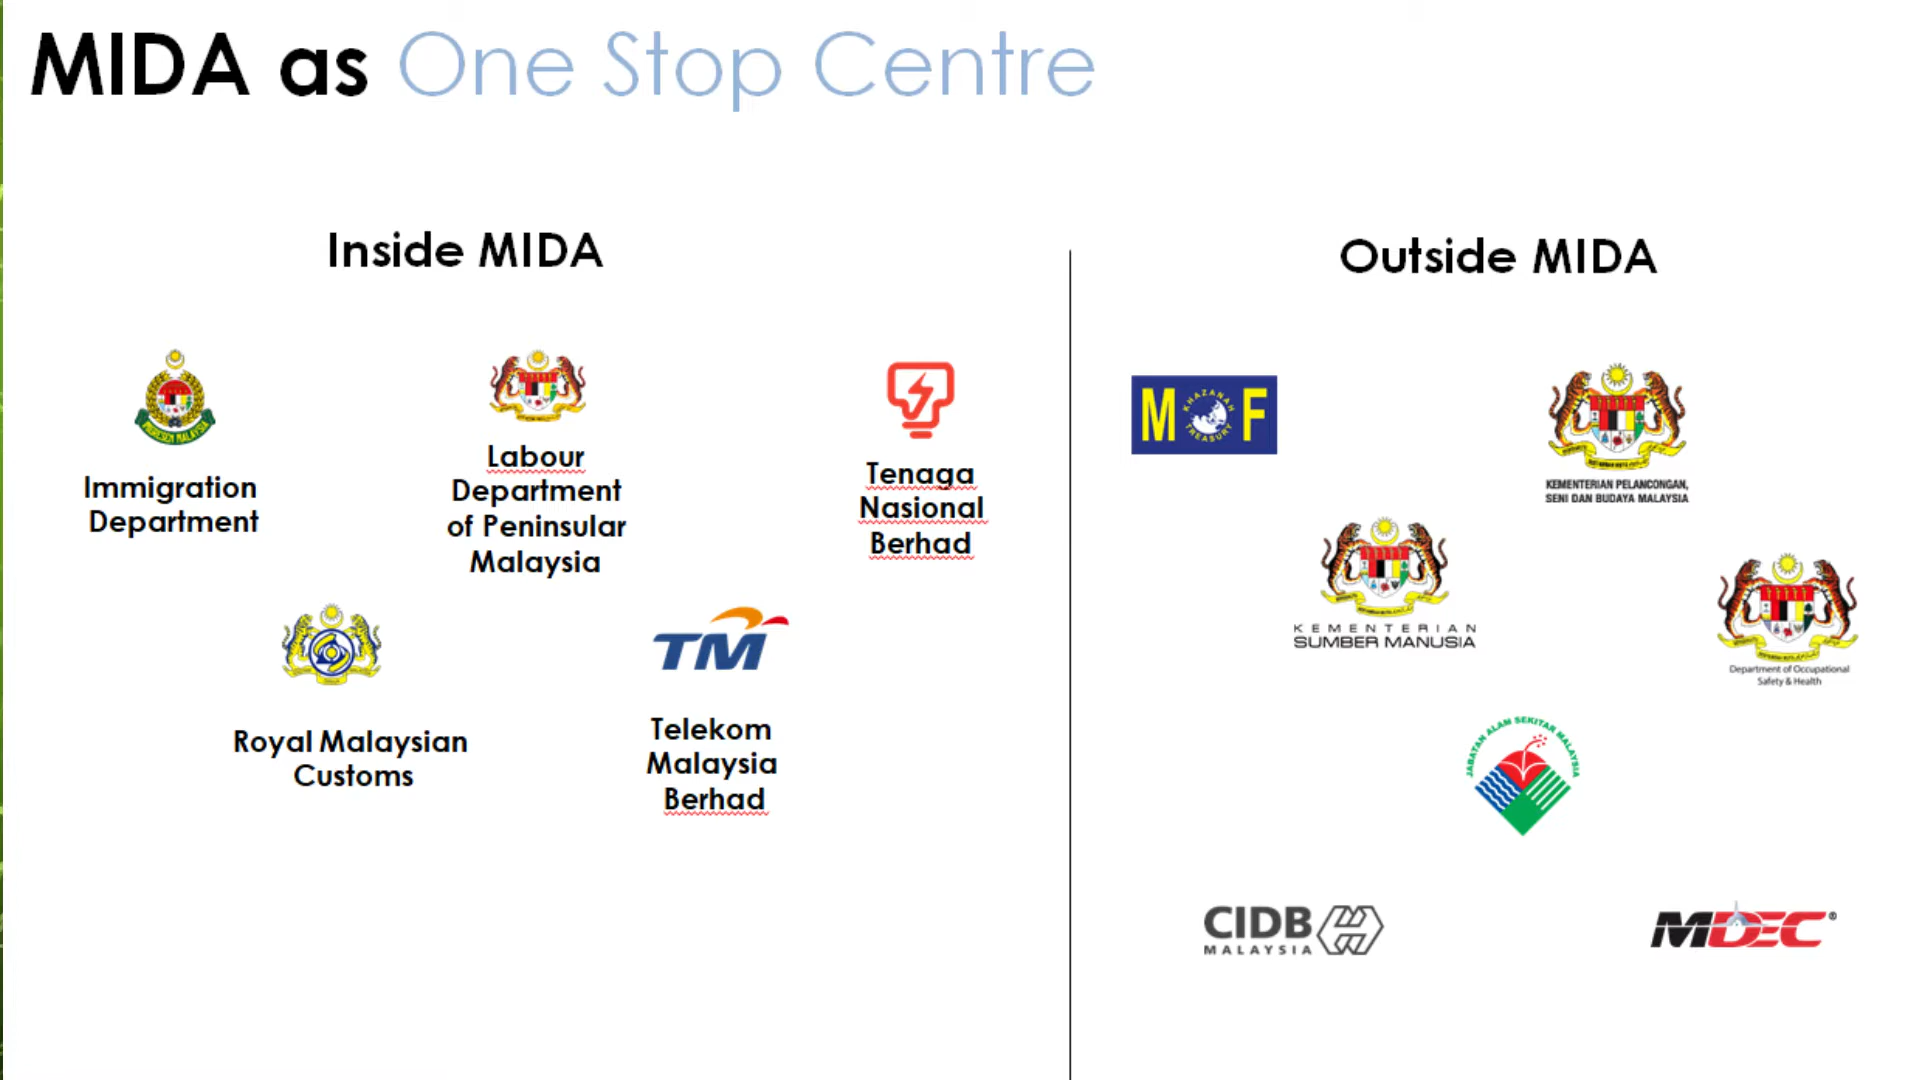 MIDA as One Stop Centre
Inside MIDA
Immigration
Department
Labour
Department
of Peninsular
Malaysia
Tenaga
Nasional
Berhad
Royal Malaysian
Customs
TM
Telekom
Malaysia
Berhad
Outside MIDA
M KHAZANAH TREASURY F
KEMENTERIAN PELANCONGAN,
SENI DAN BUDAYA MALAYSIA
KEMENTERIAN
SUMBER MANUSIA
Department of Occupational
Safety & Health
JABATAN ALAM SEKITAR MALAYSIA
CIDB
MALAYSIA
MDEC®